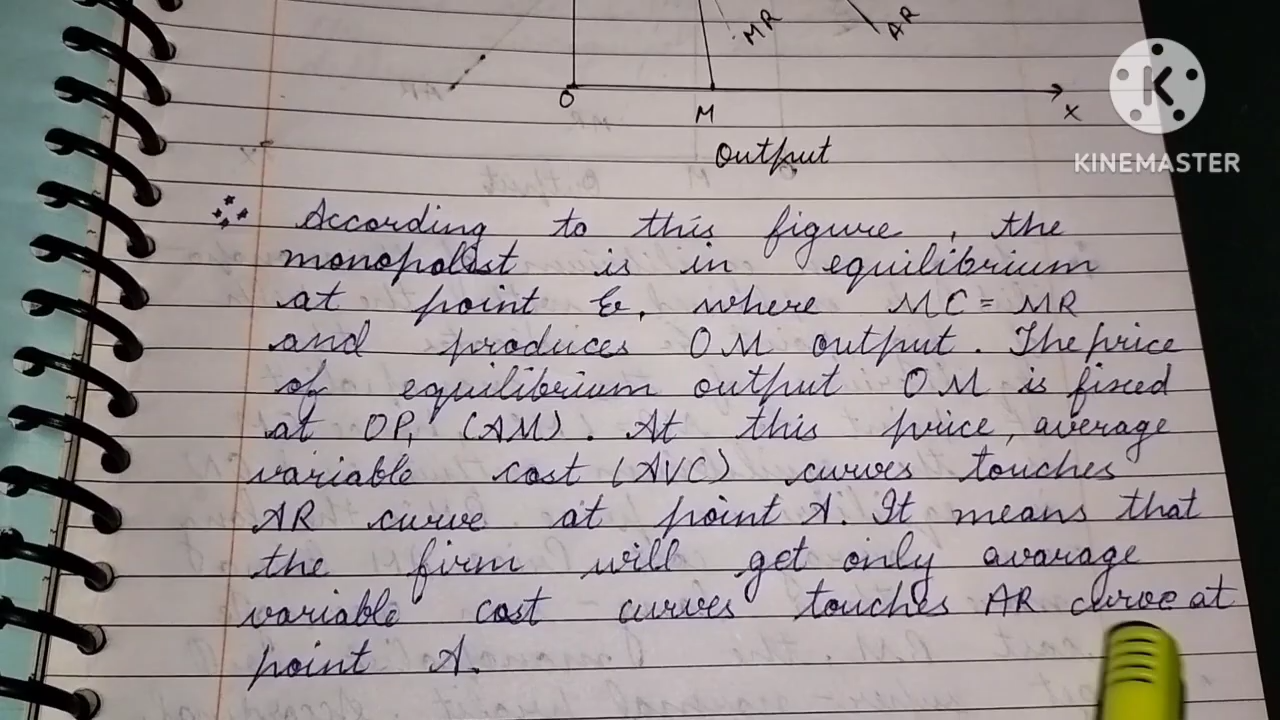 MR
AR
O
M
X
Output
KINEMASTER
According to this figure, the
monopolist is in equilibrium
at point E, where MC = MR
and produces OM output. The price
of equilibrium output OM is fixed
at OP, (AM). At this price, average
variable cost (AVC) curves touches
AR curve at point A. It means that
the firm will get only avarage
variable cost curves touches AR curve at
point A.